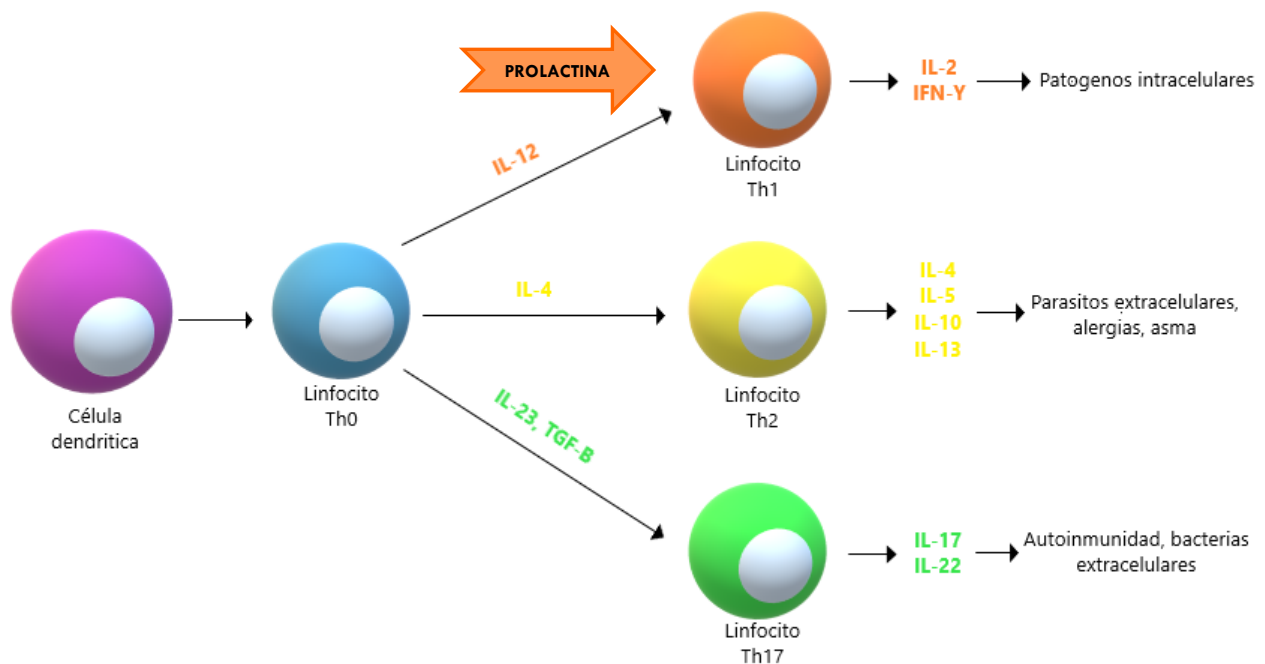 PROLACTINA
IL-12
Linfocito
Th1
IL-2
IFN-Y
Patogenos intracelulares
Célula
dendritica
Linfocito
Th0
IL-4
Linfocito
Th2
IL-4
IL-5
IL-10
IL-13
Parasitos extracelulares,
alergias, asma
IL-23, TGF-B
Linfocito
Th17
IL-17
IL-22
Autoinmunidad, bacterias
extracelulares